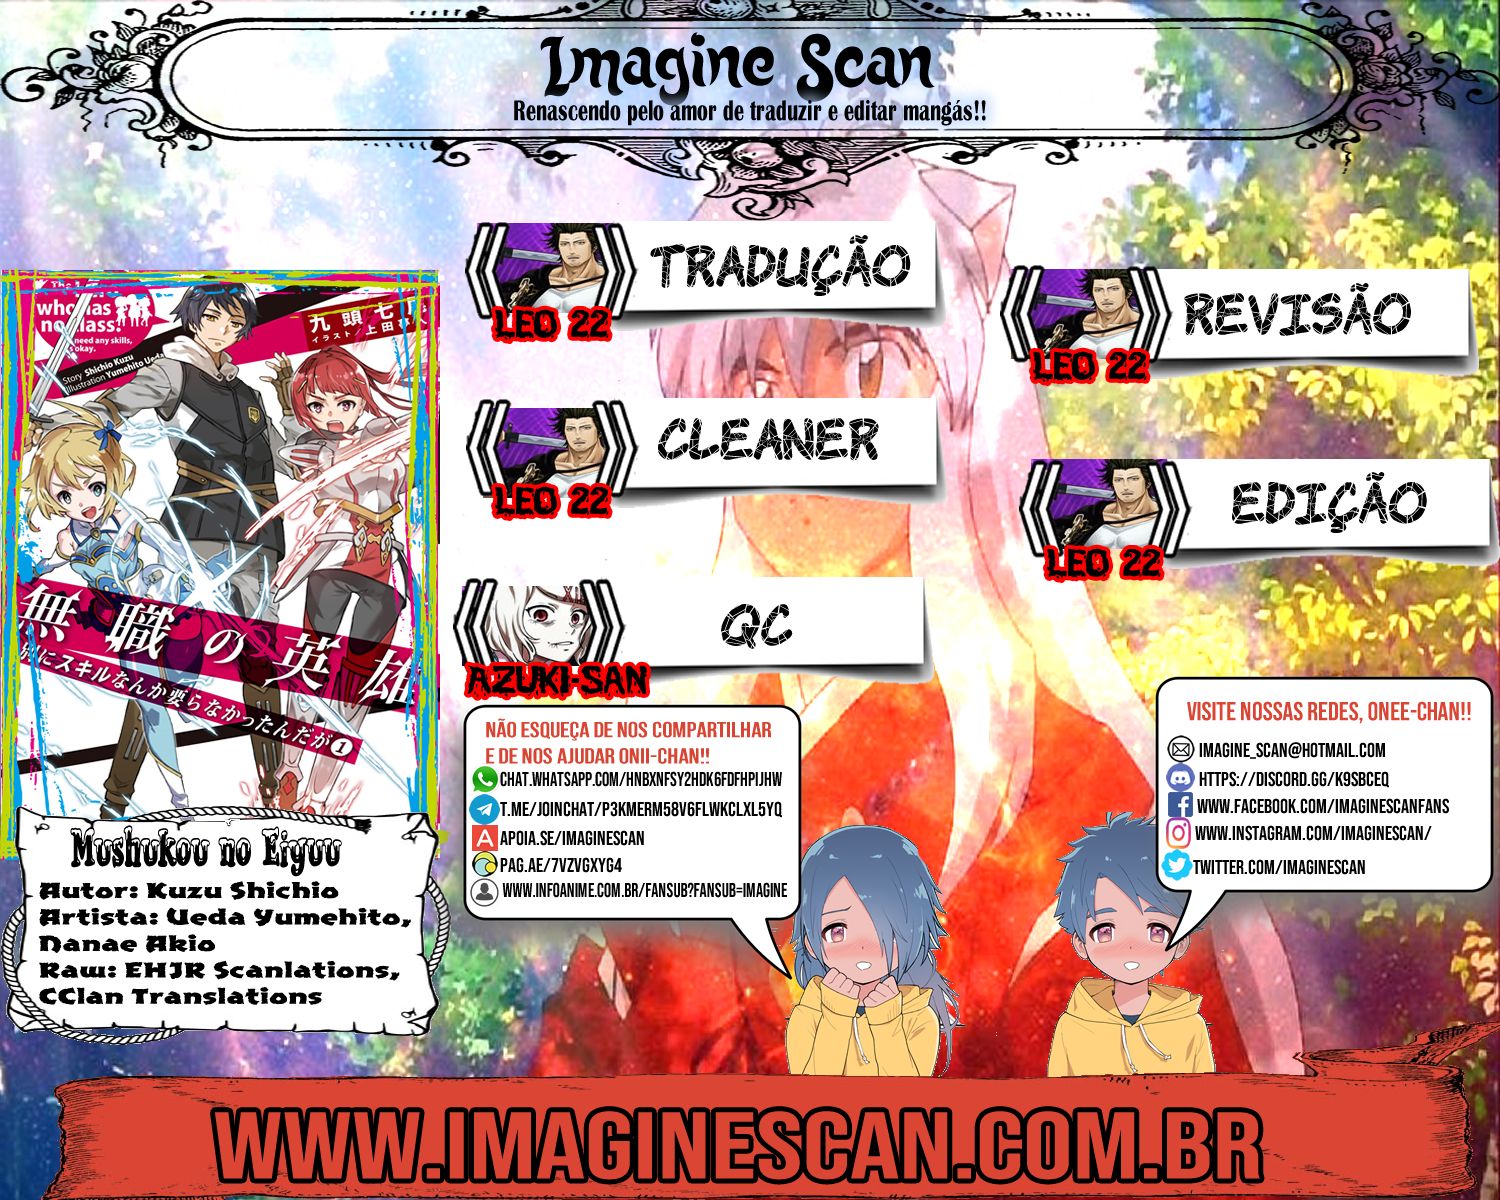 Imagine Scan
Renascendo pelo amor de traduzir e editar mangás!!
TRADUÇÃO
LEO 22
REVISÃO
LEO 22
CLEANER
LEO 22
EDIÇÃO
LEO 22
QC
AZUKI-SAN
who has
no class!
need any skills,
okay.
Story Shichio Kuzu
Illustration Yumehito Ueda
九頭七
イラスト/上田
無職の英雄
別にスキルなんか要らなかったんだが1
Mushukou no Eiyuu
Autor: Kuzu Shichio
Artista: Ueda Yumehito,
Nanae Akio
Raw: EHJR Scanlations,
CClan Translations
NÃO ESQUEÇA DE NOS COMPARTILHAR
E DE NOS AJUDAR ONII-CHAN!!
CHAT.WHATSAPP.COM/HNBXNFSY2HDK6FDFHPIJHW
T.ME/JOINCHAT/P3KMERM58V6FLWKCLXL5YQ
APOIA.SE/IMAGINESCAN
PAG.AE/7VZVGXYG4
WWW.INFOANIME.COM.BR/FANSUB?FANSUB=IMAGINE
VISITE NOSSAS REDES, ONEE-CHAN!!
IMAGINE_SCAN@HOTMAIL.COM
HTTPS://DISCORD.GG/K9SBCEQ
WWW.FACEBOOK.COM/IMAGINESCANFANS
WWW.INSTAGRAM.COM/IMAGINESCAN/
TWITTER.COM/IMAGINESCAN
WWW.IMAGINESCAN.COM.BR